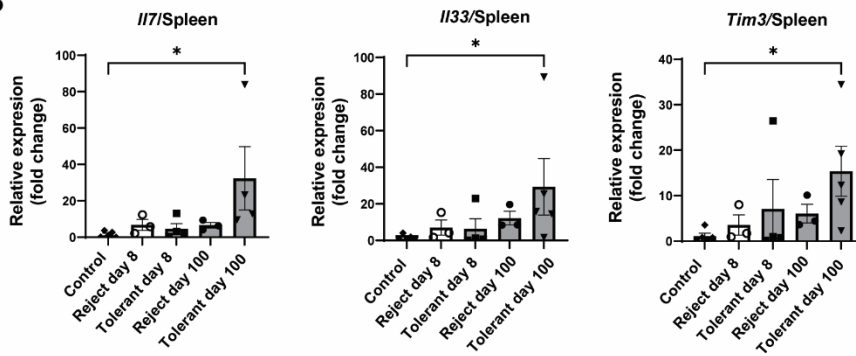 Il7/Spleen
Relative expresion
(fold change)
100
80
60
40
20
0
*
Control
Reject day 8
Tolerant day 8
Reject day 100
Tolerant day 100
Il33/Spleen
Relative expresion
(fold change)
100
80
60
40
20
0
*
Control
Reject day 8
Tolerant day 8
Reject day 100
Tolerant day 100
Tim3/Spleen
Relative expresion
(fold change)
40
30
20
10
0
*
Control
Reject day 8
Tolerant day 8
Reject day 100
Tolerant day 100